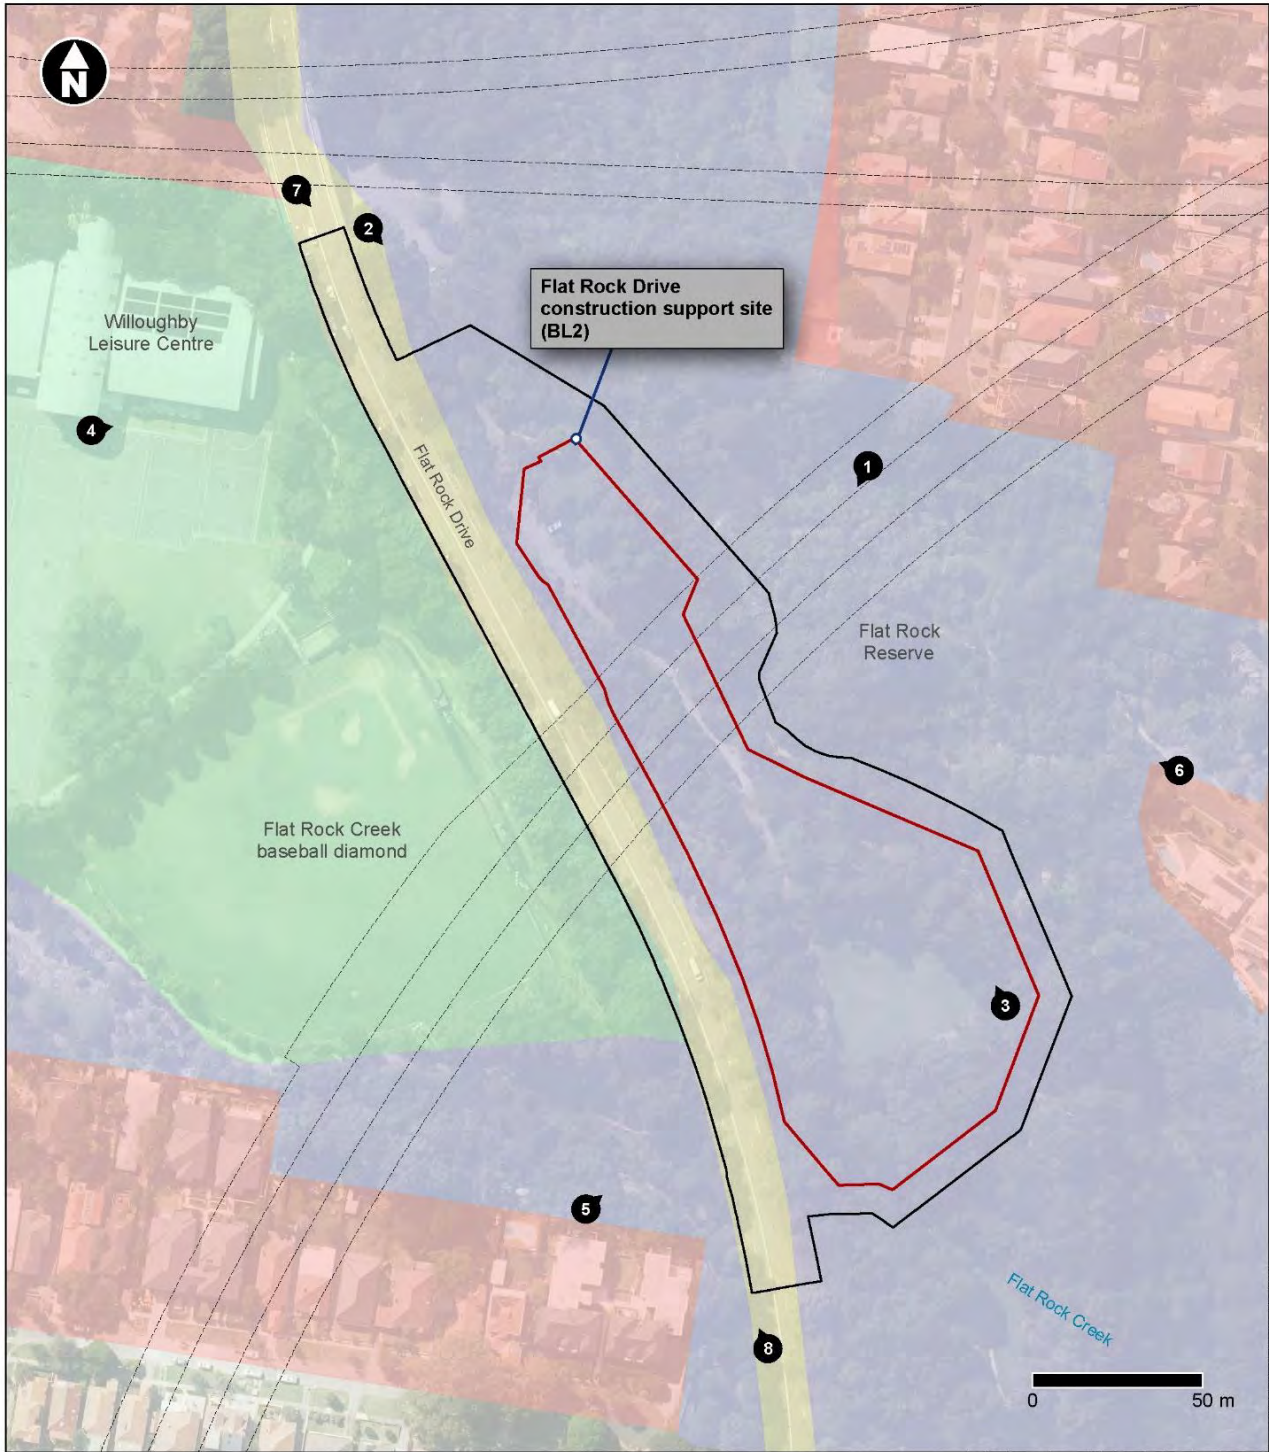 N
7
2
Flat Rock Drive
construction support site
(BL2)
Willoughby
Leisure Centre
4
Flat Rock Drive
1
Flat Rock
Reserve
6
Flat Rock Creek
baseball diamond
3
5
Flat Rock Creek
8
0
50 m